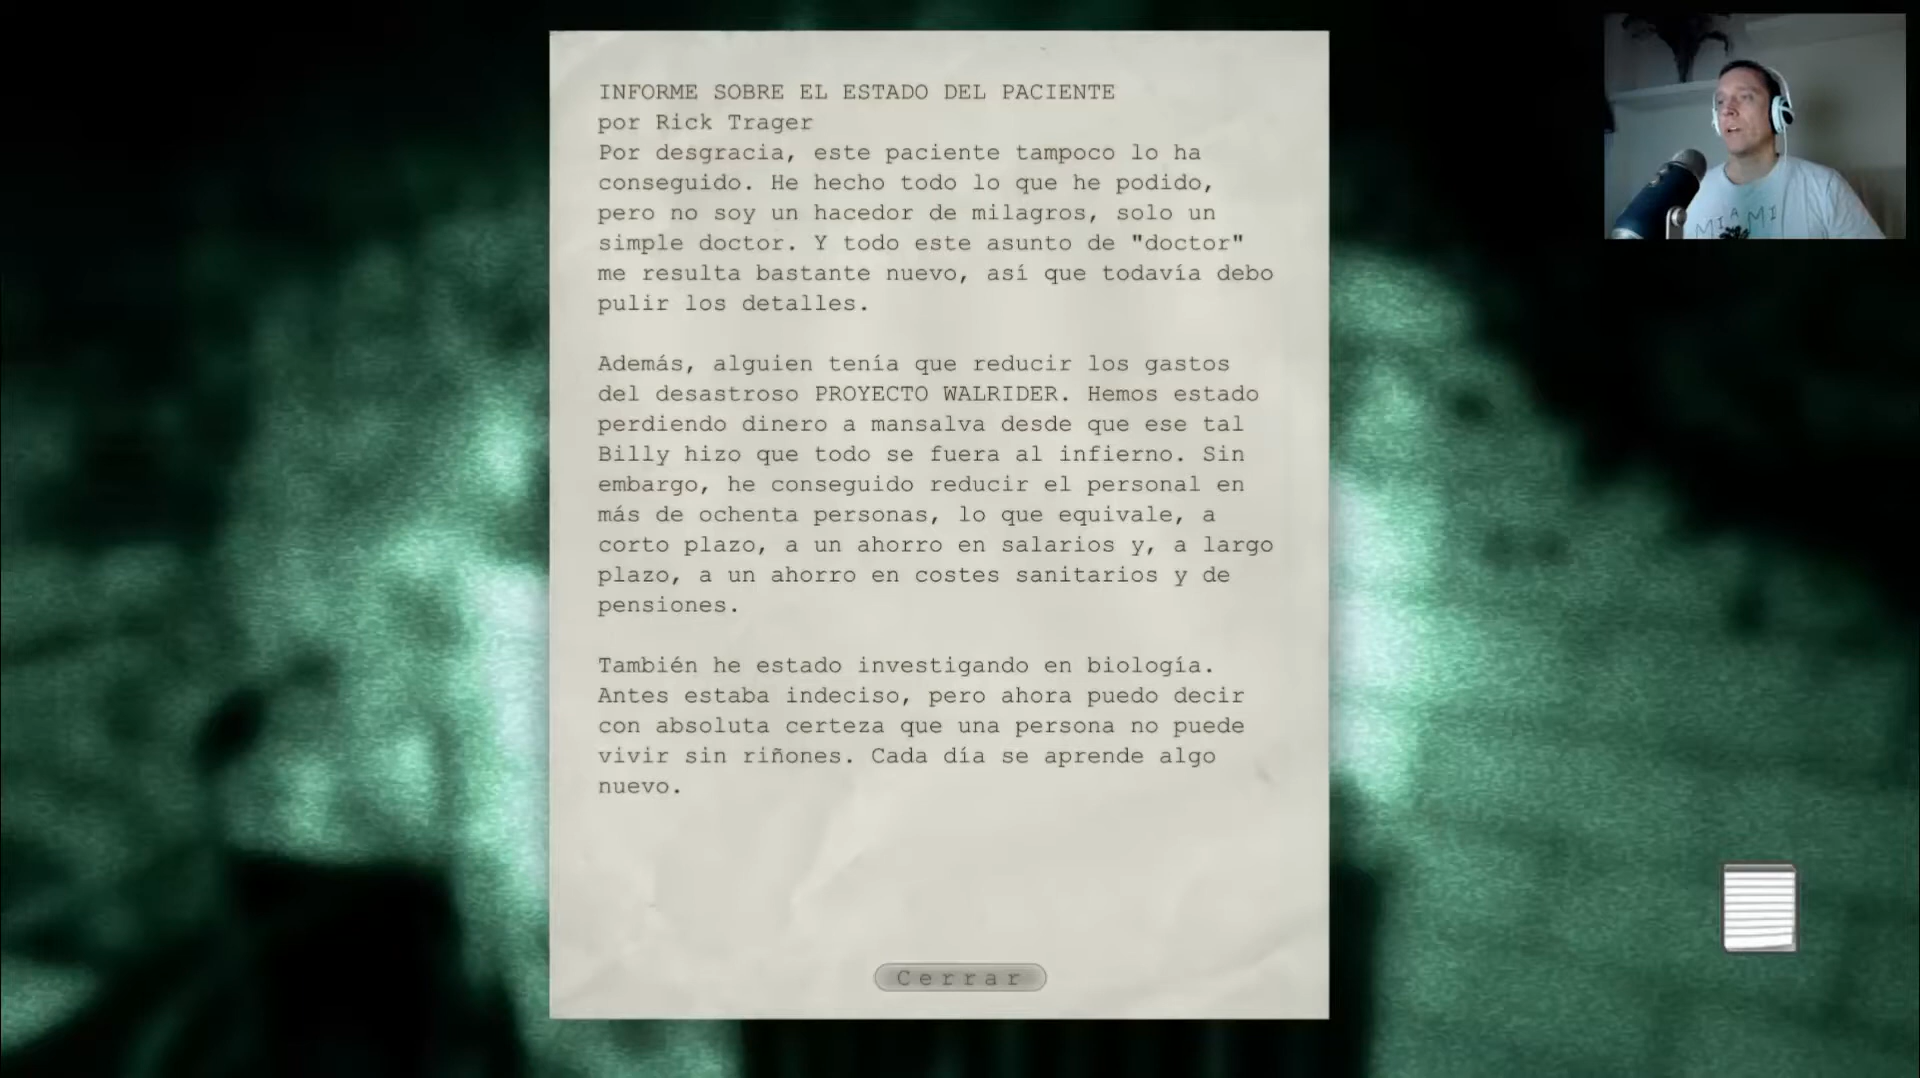 INFORME SOBRE EL ESTADO DEL PACIENTE
por Rick Trager
Por desgracia, este paciente tampoco lo ha
conseguido. He hecho todo lo que he podido,
pero no soy un hacedor de milagros, solo un
simple doctor. Y todo este asunto de "doctor"
me resulta bastante nuevo, así que todavía debo
pulir los detalles.
Además, alguien tenía que reducir los gastos
del desastroso PROYECTO WALRIDER. Hemos estado
perdiendo dinero a mansalva desde que ese tal
Billy hizo que todo se fuera al infierno. Sin
embargo, he conseguido reducir el personal en
más de ochenta personas, lo que equivale, a
corto plazo, a un ahorro en salarios y, a largo
plazo, a un ahorro en costes sanitarios y de
pensiones.
También he estado investigando en biología.
Antes estaba indeciso, pero ahora puedo decir
con absoluta certeza que una persona no puede
vivir sin riñones. Cada día se aprende algo
nuevo.
Cerrar
MIAMI